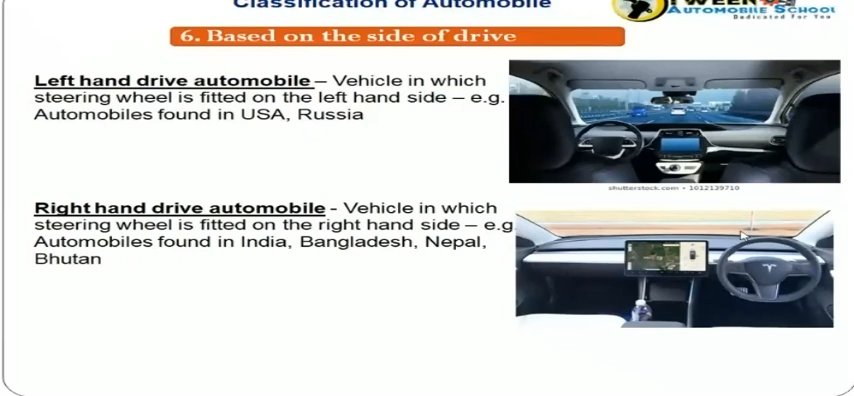 Classification of Automobile
TWEEN
AUTOMOBILE SCHOOL
Dedicated For You
6. Based on the side of drive
Left hand drive automobile – Vehicle in which
steering wheel is fitted on the left hand side – e.g.
Automobiles found in USA, Russia
shutterstock.com • 1012139710
Right hand drive automobile - Vehicle in which
steering wheel is fitted on the right hand side – e.g.
Automobiles found in India, Bangladesh, Nepal,
Bhutan